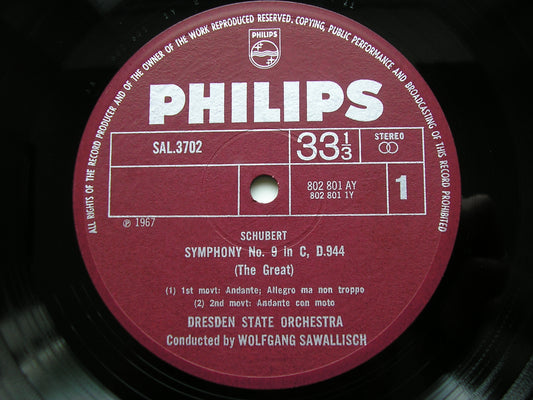 ALL RIGHTS OF THE RECORD PRODUCER AND OF THE OWNER OF THE WORK REPRODUCED RESERVED. COPYING, PUBLIC PERFORMANCE AND BROADCASTING OF THIS RECORD PROHIBITED
PHILIPS
PHILIPS
SAL.3702
33 1/3
STEREO
802 801 AY
802 801 1Y
1
℗ 1967
SCHUBERT
SYMPHONY No. 9 in C, D.944
(The Great)
(1) 1st movt: Andante; Allegro ma non troppo
(2) 2nd movt: Andante con moto
DRESDEN STATE ORCHESTRA
Conducted by WOLFGANG SAWALLISCH